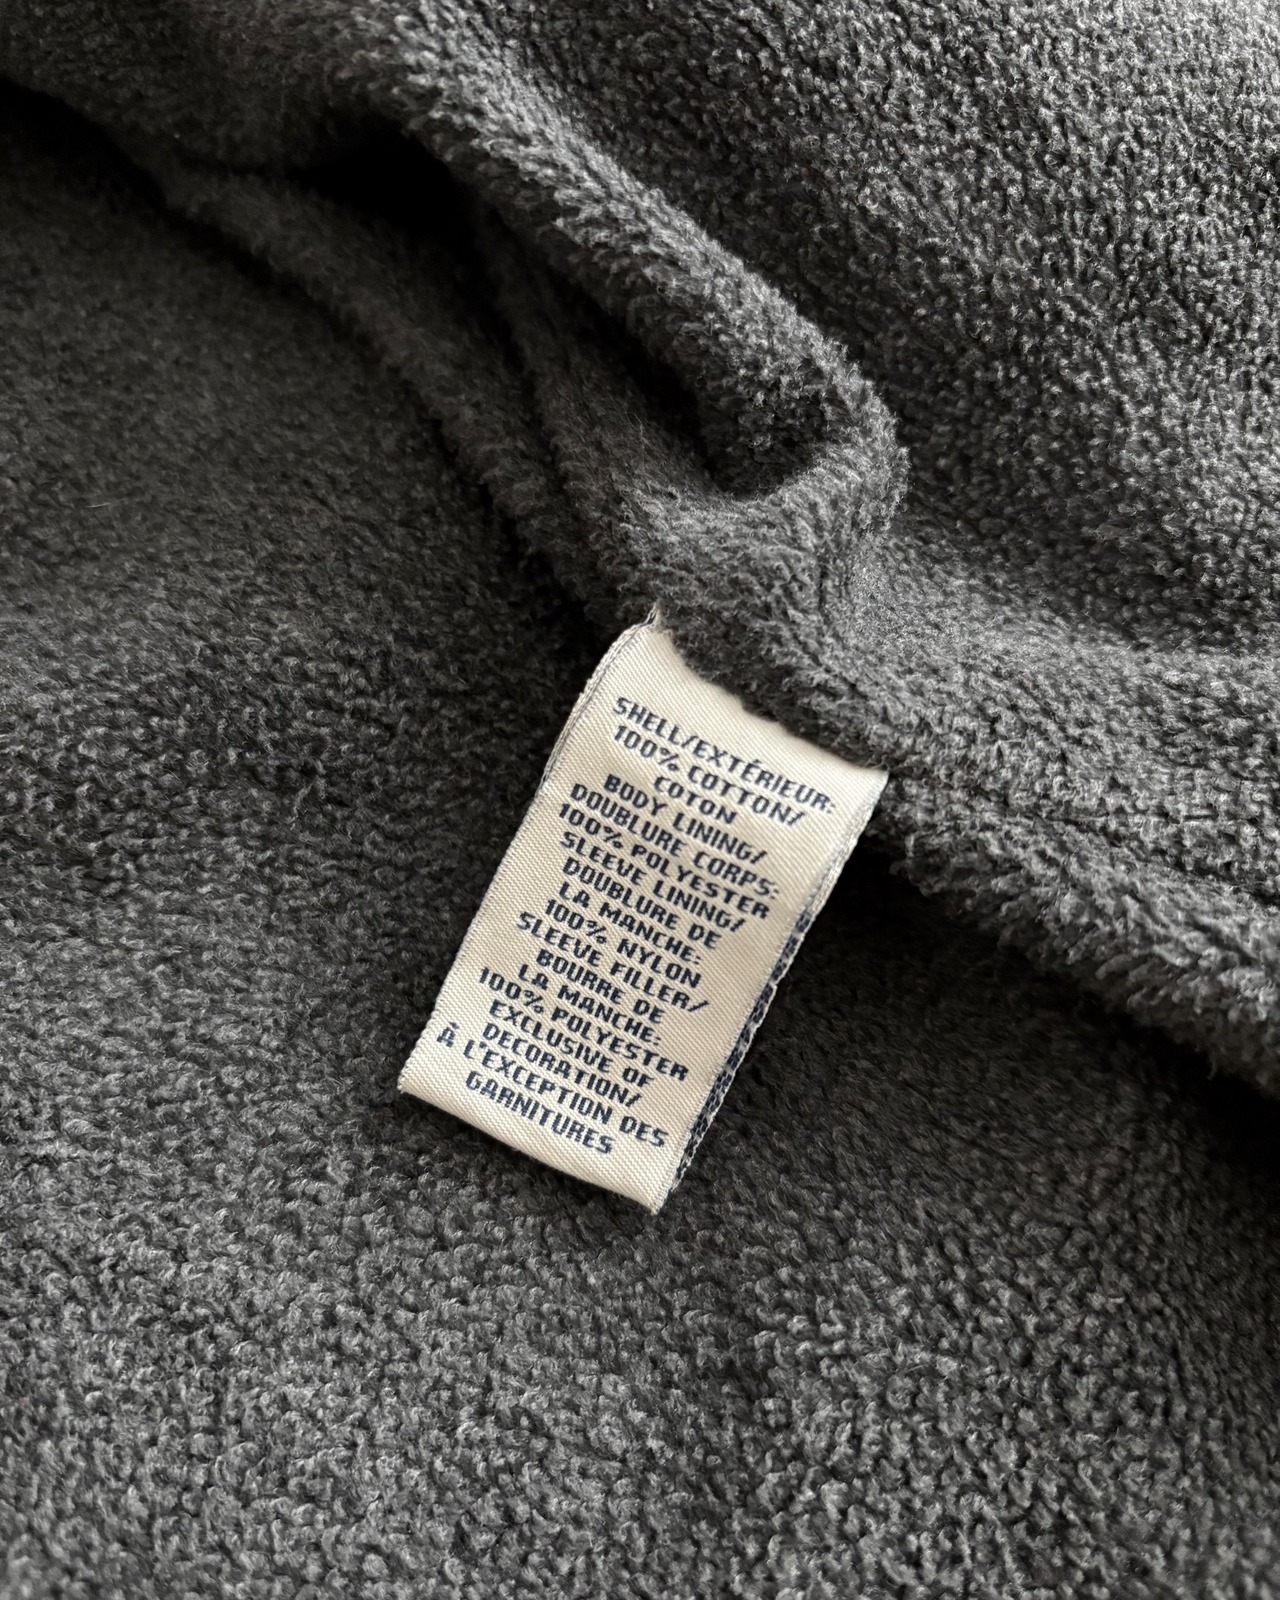 SHELL/EXTÉRIEUR:
100% COTTON/
COTON
BODY LINING/
DOUBLURE CORPS:
100% POLYESTER
SLEEVE LINING/
DOUBLURE DE
LA MANCHE:
100% NYLON
SLEEVE FILLER/
BOURRE DE
LA MANCHE:
100% POLYESTER
EXCLUSIVE OF
DECORATION/
À L'EXCEPTION DES
GARNITURES